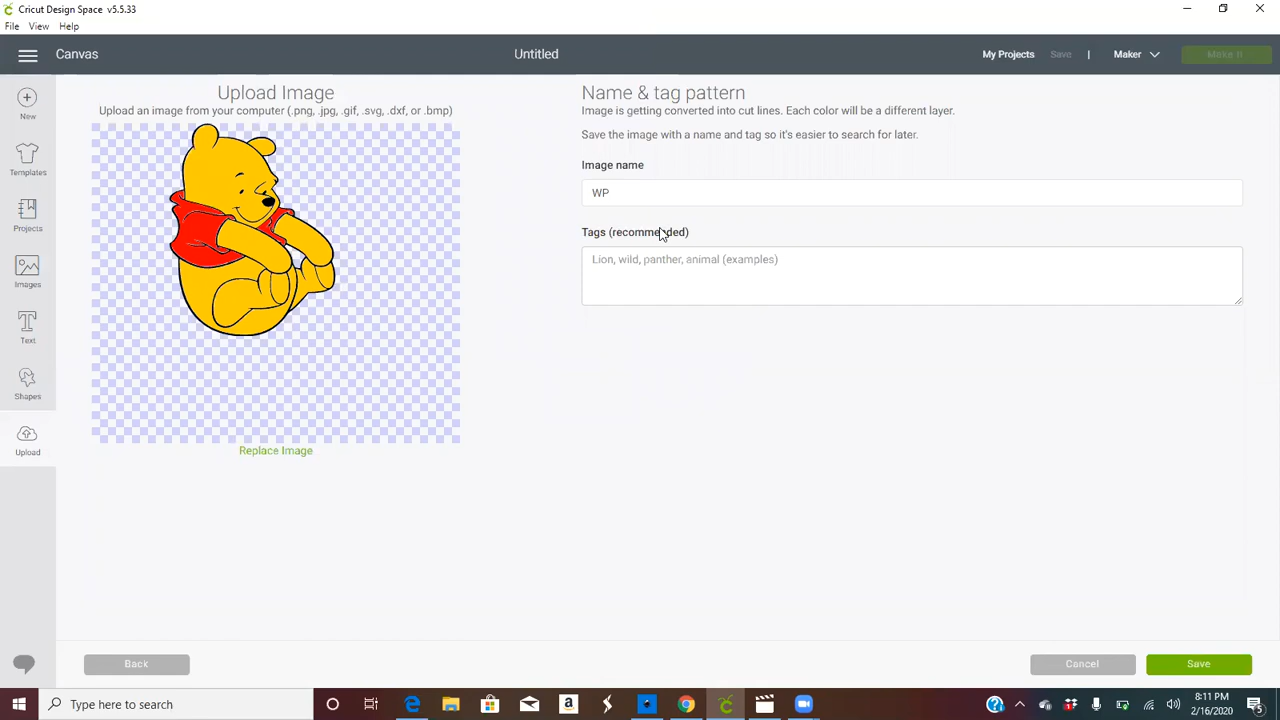 Cricut Design Space v5.5.33
File View Help
Canvas
Untitled
My Projects Save | Maker Make It
New
Templates
Projects
Images
Text
Shapes
Upload
Upload Image
Upload an image from your computer (.png, .jpg, .gif, .svg, .dxf, or .bmp)
Replace Image
Name & tag pattern
Image is getting converted into cut lines. Each color will be a different layer.
Save the image with a name and tag so it's easier to search for later.
Image name
WP
Tags (recommended)
Lion, wild, panther, animal (examples)
Back
Cancel
Save
Type here to search
8:11 PM
2/16/2020
5